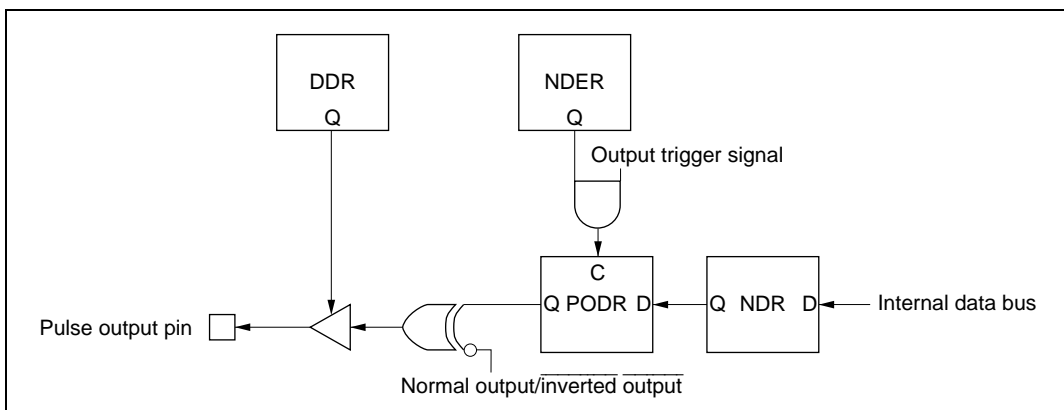 DDR
Q
NDER
Q
Output trigger signal
C
Q PODR D
Q NDR D
Internal data bus
Pulse output pin
Normal output/inverted output